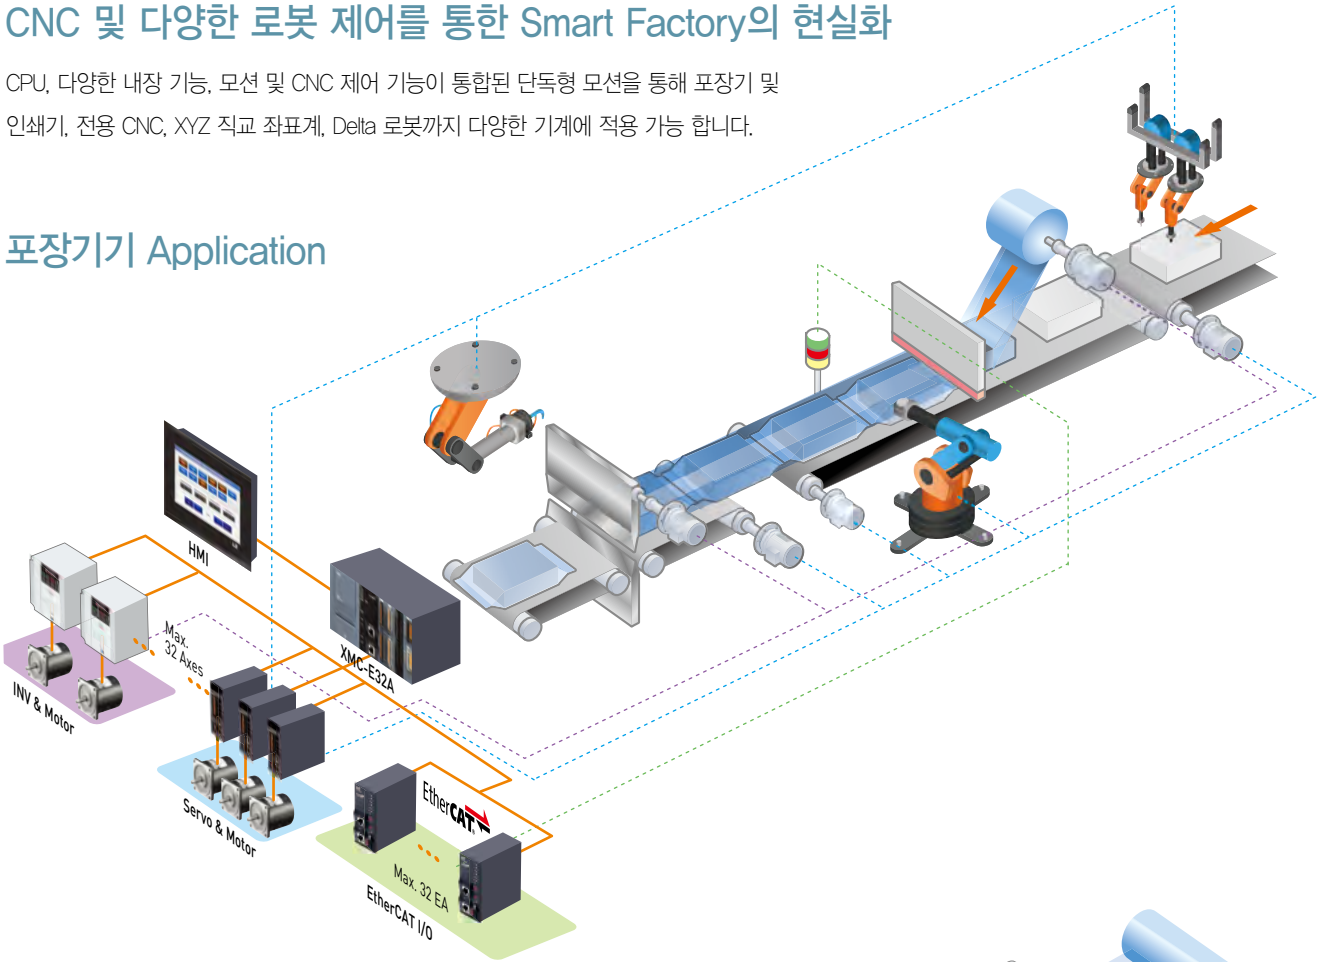 CNC 및 다양한 로봇 제어를 통한 Smart Factory의 현실화
CPU, 다양한 내장 기능, 모션 및 CNC 제어 기능이 통합된 단독형 모션을 통해 포장기 및
인쇄기, 전용 CNC, XYZ 직교 좌표계, Delta 로봇까지 다양한 기계에 적용 가능 합니다.
포장기기 Application
HMI
XMC-E32A
Max.
32 Axes
INV & Motor
Servo & Motor
EtherCAT
Max. 32 EA
EtherCAT I/O